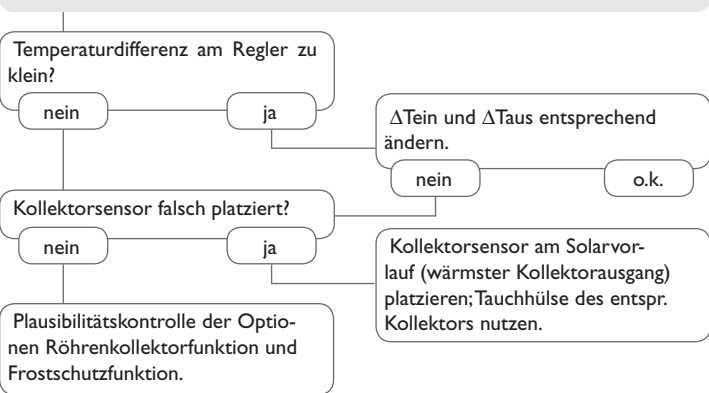 Temperaturdifferenz am Regler zu
klein?
nein
ja
ΔTein und ΔTaus entsprechend
ändern.
nein
o.k.
Kollektorsensor falsch platziert?
nein
ja
Kollektorsensor am Solarvor-
lauf (wärmster Kollektorausgang)
platzieren;Tauchhülse des entspr.
Kollektors nutzen.
Plausibilitätskontrolle der Optio-
nen Röhrenkollektorfunktion und
Frostschutzfunktion.